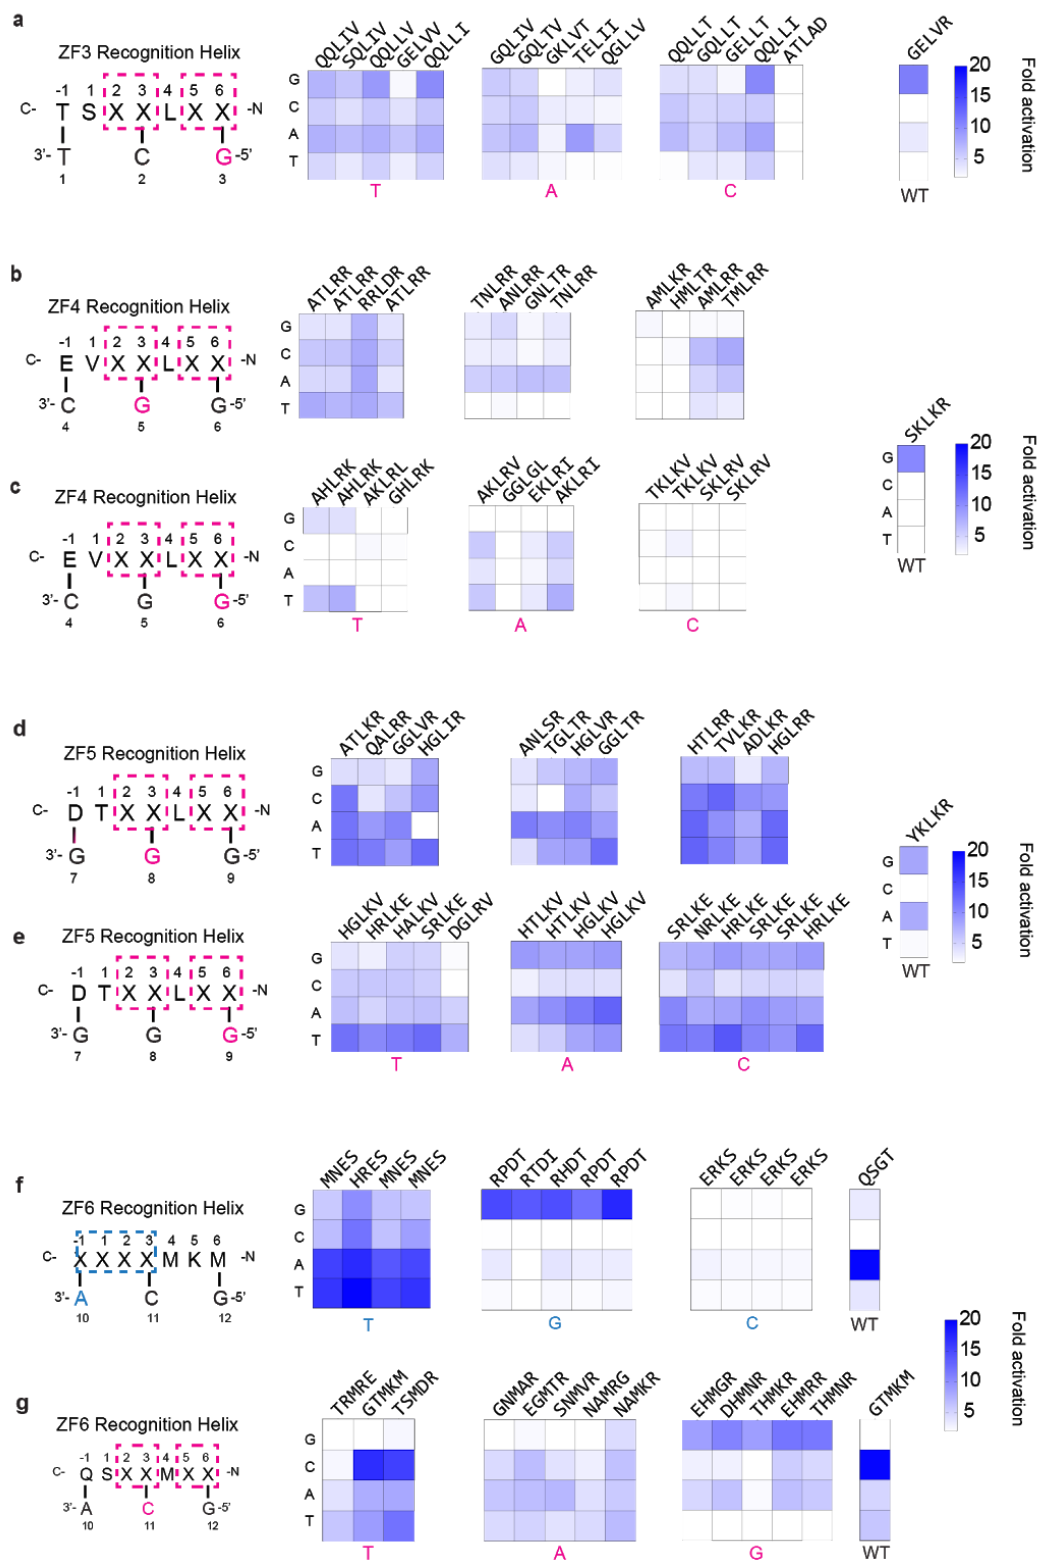 a
ZF3 Recognition Helix
-1 1 2 3 4 5 6
C- T S X X L X X -N
3'- T C G -5'
1 2 3
QQLIV SQLIV QQLLV GELVV QQLLI
GQLIV GQLTV GKLVT TELII QGLLV
QQLLT GQLLT GELLT QQLLI ATLAD
GELVR
G
C
A
T
T
A
C
WT
20
15
10
5
Fold activation
b
ZF4 Recognition Helix
-1 1 2 3 4 5 6
C- E V X X L X X -N
3'- C G G -5'
4 5 6
ATLRR ATLRR RRLDR ATLRR
TNLRR ANLRR GNLTR TNLRR
AMLKR HMLTR AMLRR TMLRR
G
C
A
T
c
ZF4 Recognition Helix
-1 1 2 3 4 5 6
C- E V X X L X X -N
3'- C G G -5'
4 5 6
AHLRK AHLRK AKLRL GHLRK
AKLRV GGLGL EKLRI AKLRI
TKLKV TKLKV SKLRV SKLRV
G
C
A
T
T
A
C
SKLKR
G
C
A
T
WT
20
15
10
5
Fold activation
d
ZF5 Recognition Helix
-1 1 2 3 4 5 6
C- D T X X L X X -N
3'- G G G -5'
7 8 9
ATLKR QALRR GGLVR HGLIR
ANLSR TGLTR HGLVR GGLTR
HTLRR TVLKR ADLKR HGLRR
G
C
A
T
e
ZF5 Recognition Helix
-1 1 2 3 4 5 6
C- D T X X L X X -N
3'- G G G -5'
7 8 9
HGLKV HRLKE HALKV SRLKE DGLRV
HTLKV HTLKV HGLKV HGLKV
SRLKE NRLKE HRLKE SRLKE SRLKE HRLKE
G
C
A
T
T
A
C
YKLKR
G
C
A
T
WT
20
15
10
5
Fold activation
f
ZF6 Recognition Helix
-1 1 2 3 4 5 6
C- X X X X M K M -N
3'- A C G -5'
10 11 12
MNES HRES MNES MNES
RPDT RTDI RHDT RPDT RPDT
ERKS ERKS ERKS ERKS
QSGT
G
C
A
T
T
G
C
WT
g
ZF6 Recognition Helix
-1 1 2 3 4 5 6
C- Q S X X M X X -N
3'- A C G -5'
10 11 12
TRMRE GTMKM TSMDR
GNMAR EGMTR SNMVR NAMRG NAMKR
EHMGR DHMNR THMKR EHMRR THMNR
GTMKM
G
C
A
T
T
A
G
WT
20
15
10
5
Fold activation